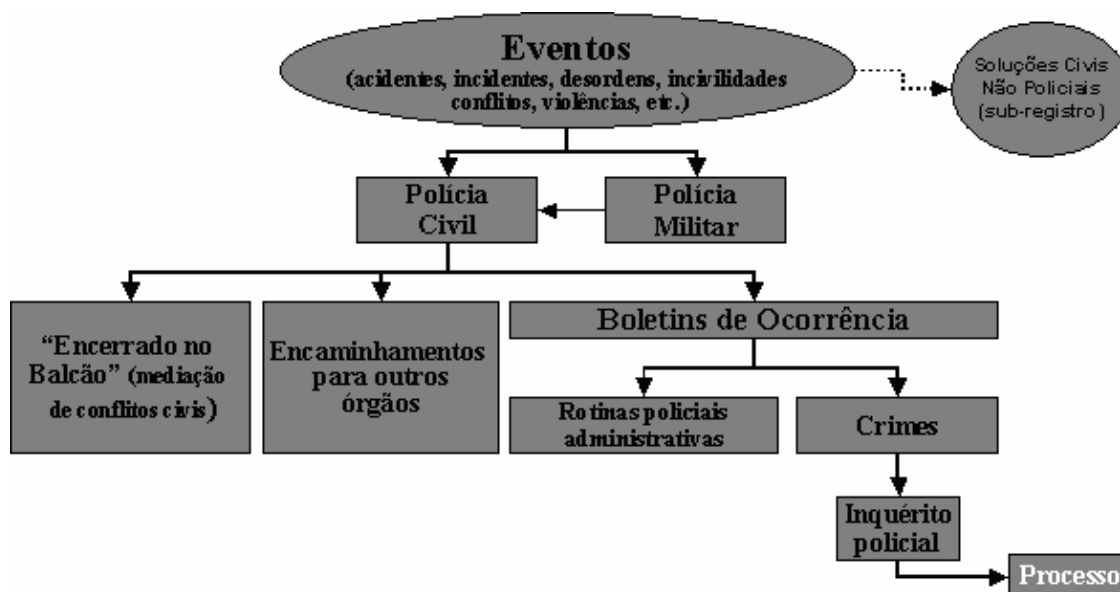 Eventos
(acidentes, incidentes, desordens, incivilidades
conflitos, violências, etc.)
Soluções Civis
Não Policiais
(sub-registro)
Polícia
Civil
Polícia
Militar
“Encerrado no
Balcão” (mediação
de conflitos civis)
Encaminhamentos
para outros
órgãos
Boletins de Ocorrência
Rotinas policiais
administrativas
Crimes
Inquérito
policial
Processo